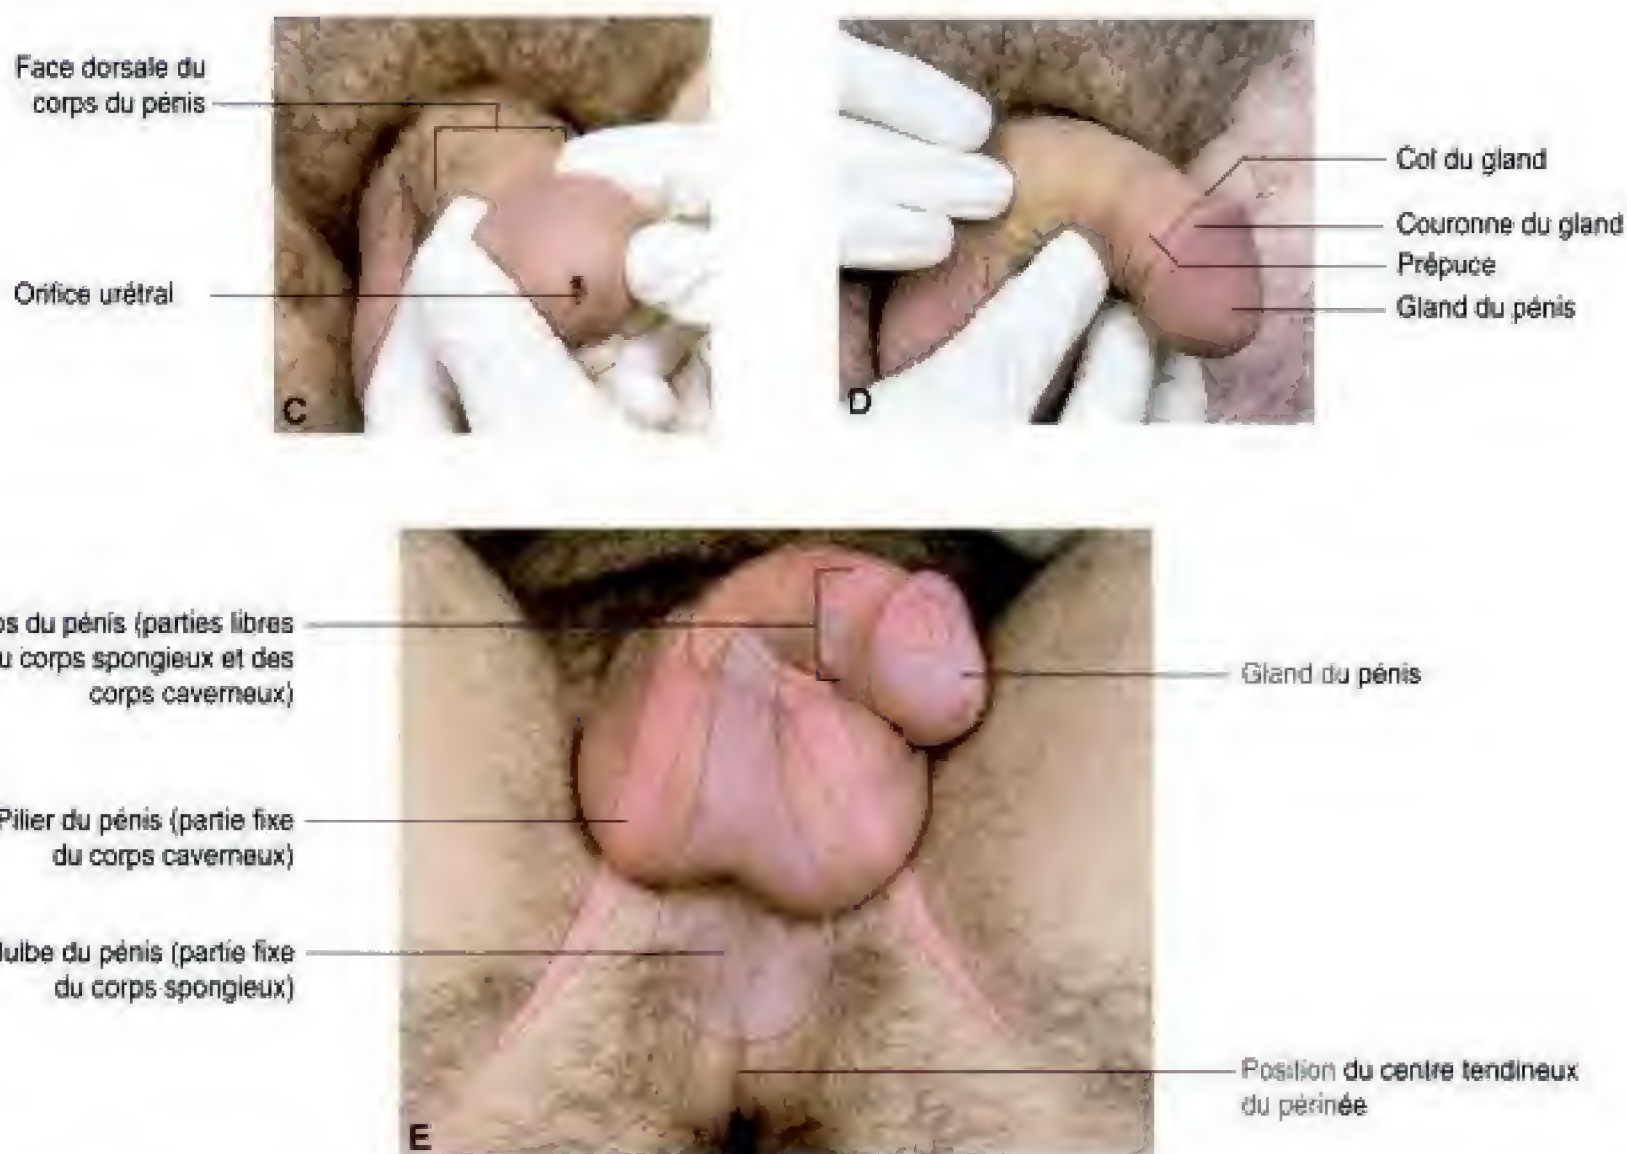 Face dorsale du
corps du pénis
Orifice urétral
C
D
Col du gland
Couronne du gland
Prépuce
Gland du pénis
du pénis (parties libres
corps spongieux et des
corps caverneux)
Pilier du pénis (partie fixe
du corps caverneux)
du pénis (partie fixe
du corps spongieux)
Gland du pénis
Position du centre tendineux
du périnée
E